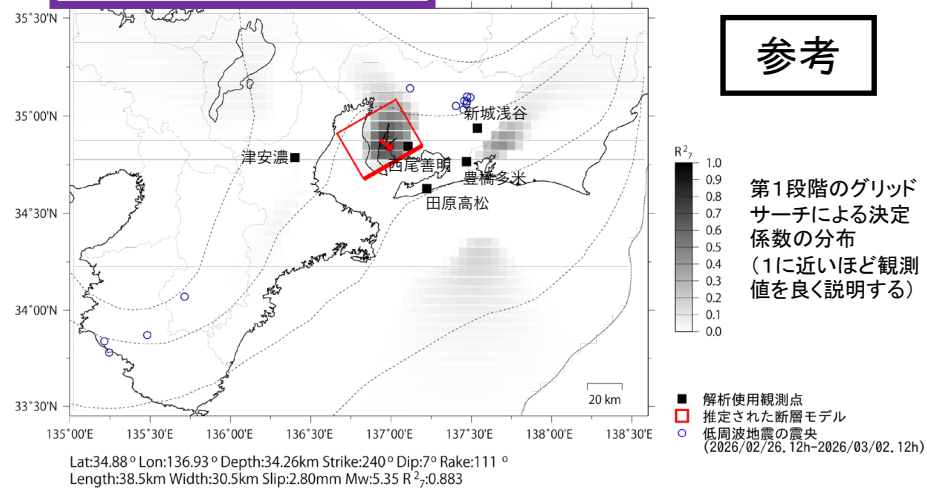 参考
35°30'N
35°00'N
34°30'N
34°00'N
33°30'N
135°00'E 135°30'E 136°00'E 136°30'E 137°00'E 137°30'E 138°00'E 138°30'E
新城浅谷
津安濃
西尾善明
豊橋多米
田原高松
20 km
R²₇
1.0
0.9
0.8
0.7
0.6
0.5
0.4
0.3
0.2
0.1
0.0
第1段階のグリッド
サーチによる決定
係数の分布
(1に近いほど観測
値を良く説明する)
解析使用観測点
推定された断層モデル
低周波地震の震央
(2026/02/26.12h-2026/03/02.12h)
Lat:34.88° Lon:136.93° Depth:34.26km Strike:240° Dip:7° Rake:111 °
Length:38.5km Width:30.5km Slip:2.80mm Mw:5.35 R²₇:0.883